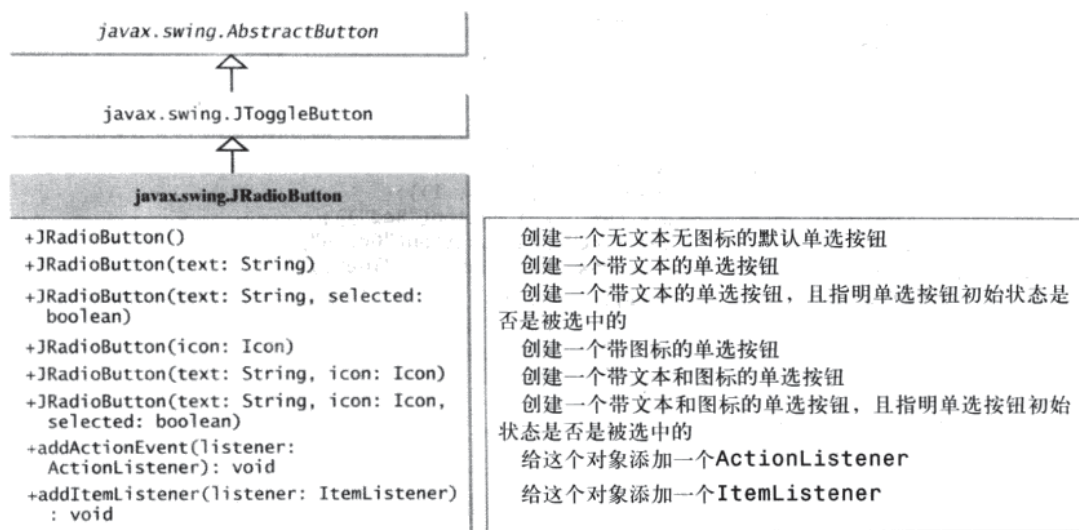 javax.swing.AbstractButton
javax.swing.JToggleButton
javax.swing.JRadioButton
+JRadioButton()
+JRadioButton(text: String)
+JRadioButton(text: String, selected:
boolean)
+JRadioButton(icon: Icon)
+JRadioButton(text: String, icon: Icon)
+JRadioButton(text: String, icon: Icon,
selected: boolean)
+addActionEvent(listener:
ActionListener): void
+addItemListener(listener: ItemListener)
: void
创建一个无文本无图标的默认单选按钮
创建一个带文本的单选按钮
创建一个带文本的单选按钮，且指明单选按钮初始状态是
否是被选中的
创建一个带图标的单选按钮
创建一个带文本和图标的单选按钮
创建一个带文本和图标的单选按钮，且指明单选按钮初始
状态是否是被选中的
给这个对象添加一个ActionListener
给这个对象添加一个ItemListener